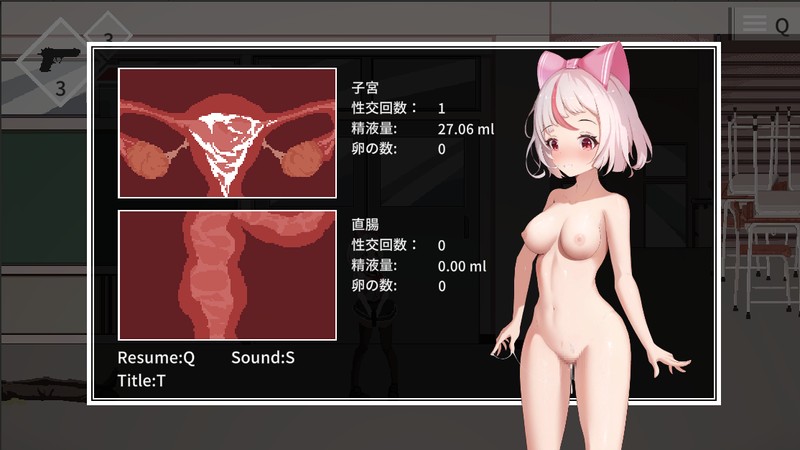 3
3
Q
子宮
性交回数： 1
精液量: 27.06 ml
卵の数: 0
直腸
性交回数： 0
精液量: 0.00 ml
卵の数: 0
Resume:Q Sound:S
Title:T